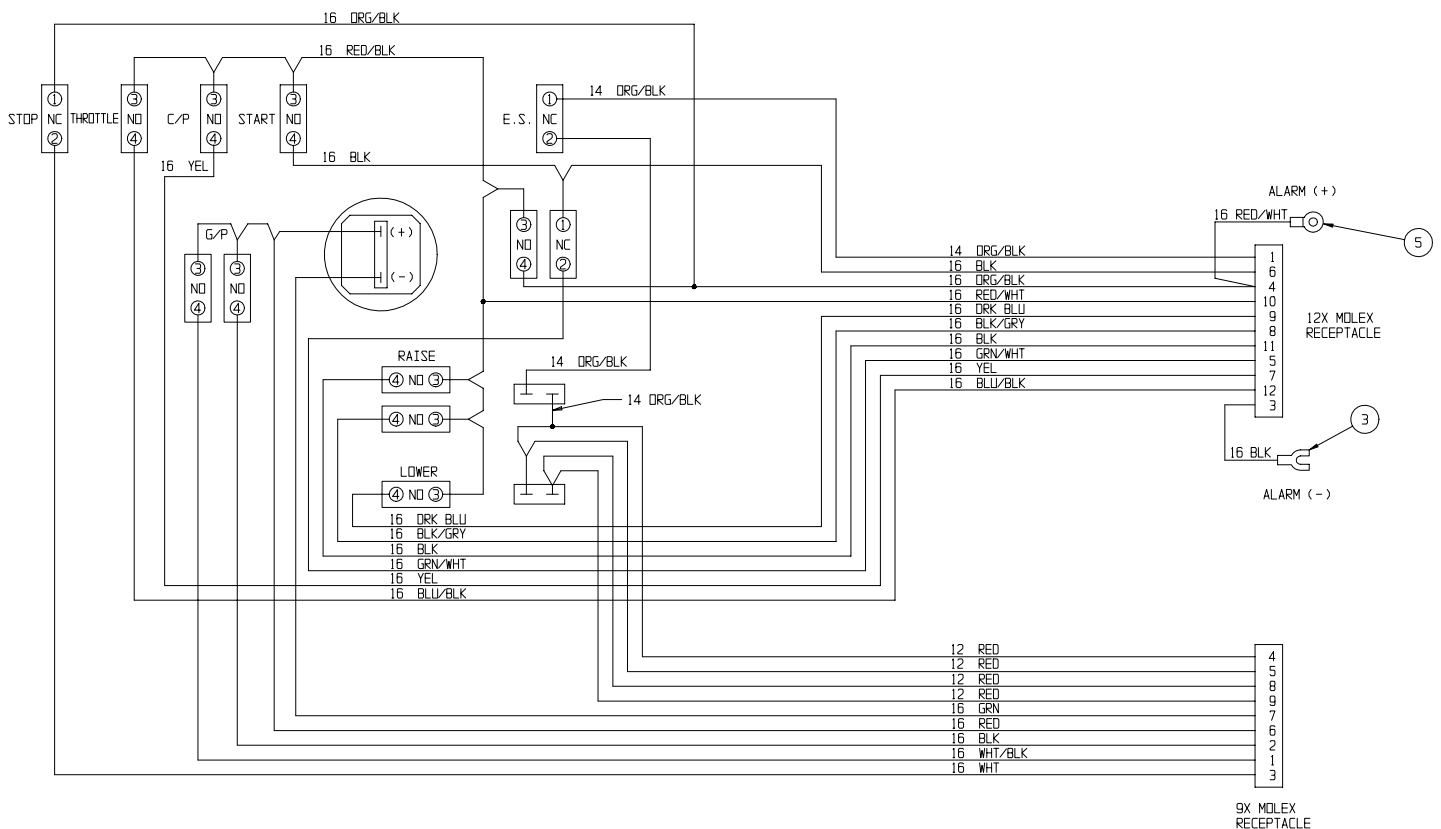 16 ORG/BLK
16 RED/BLK
14 ORG/BLK
STOP 1 NC 2
THROTTLE 3 NO 4
C/P 3 NO 4
START 3 NO 4
E.S. 1 NC 2
16 BLK
16 YEL
G/P
3 NO 4
3 NO 4
(+)
(-)
3 NO 4
1 NC 2
RAISE
4 NO 3
4 NO 3
LOWER
4 NO 3
14 ORG/BLK
14 ORG/BLK
16 DRK BLU
16 BLK/GRY
16 BLK
16 GRN/WHT
16 YEL
16 BLU/BLK
ALARM (+)
16 RED/WHT
5
14 ORG/BLK 1
16 BLK 6
16 ORG/BLK 4
16 RED/WHT 10
16 DRK BLU 9
16 BLK/GRY 8
16 BLK 11
16 GRN/WHT 5
16 YEL 7
16 BLU/BLK 12
3
12X MOLEX
RECEPTACLE
3
16 BLK
ALARM (-)
12 RED 4
12 RED 5
12 RED 8
12 RED 9
16 GRN 7
16 RED 6
16 BLK 2
16 WHT/BLK 1
16 WHT 3
9X MOLEX
RECEPTACLE